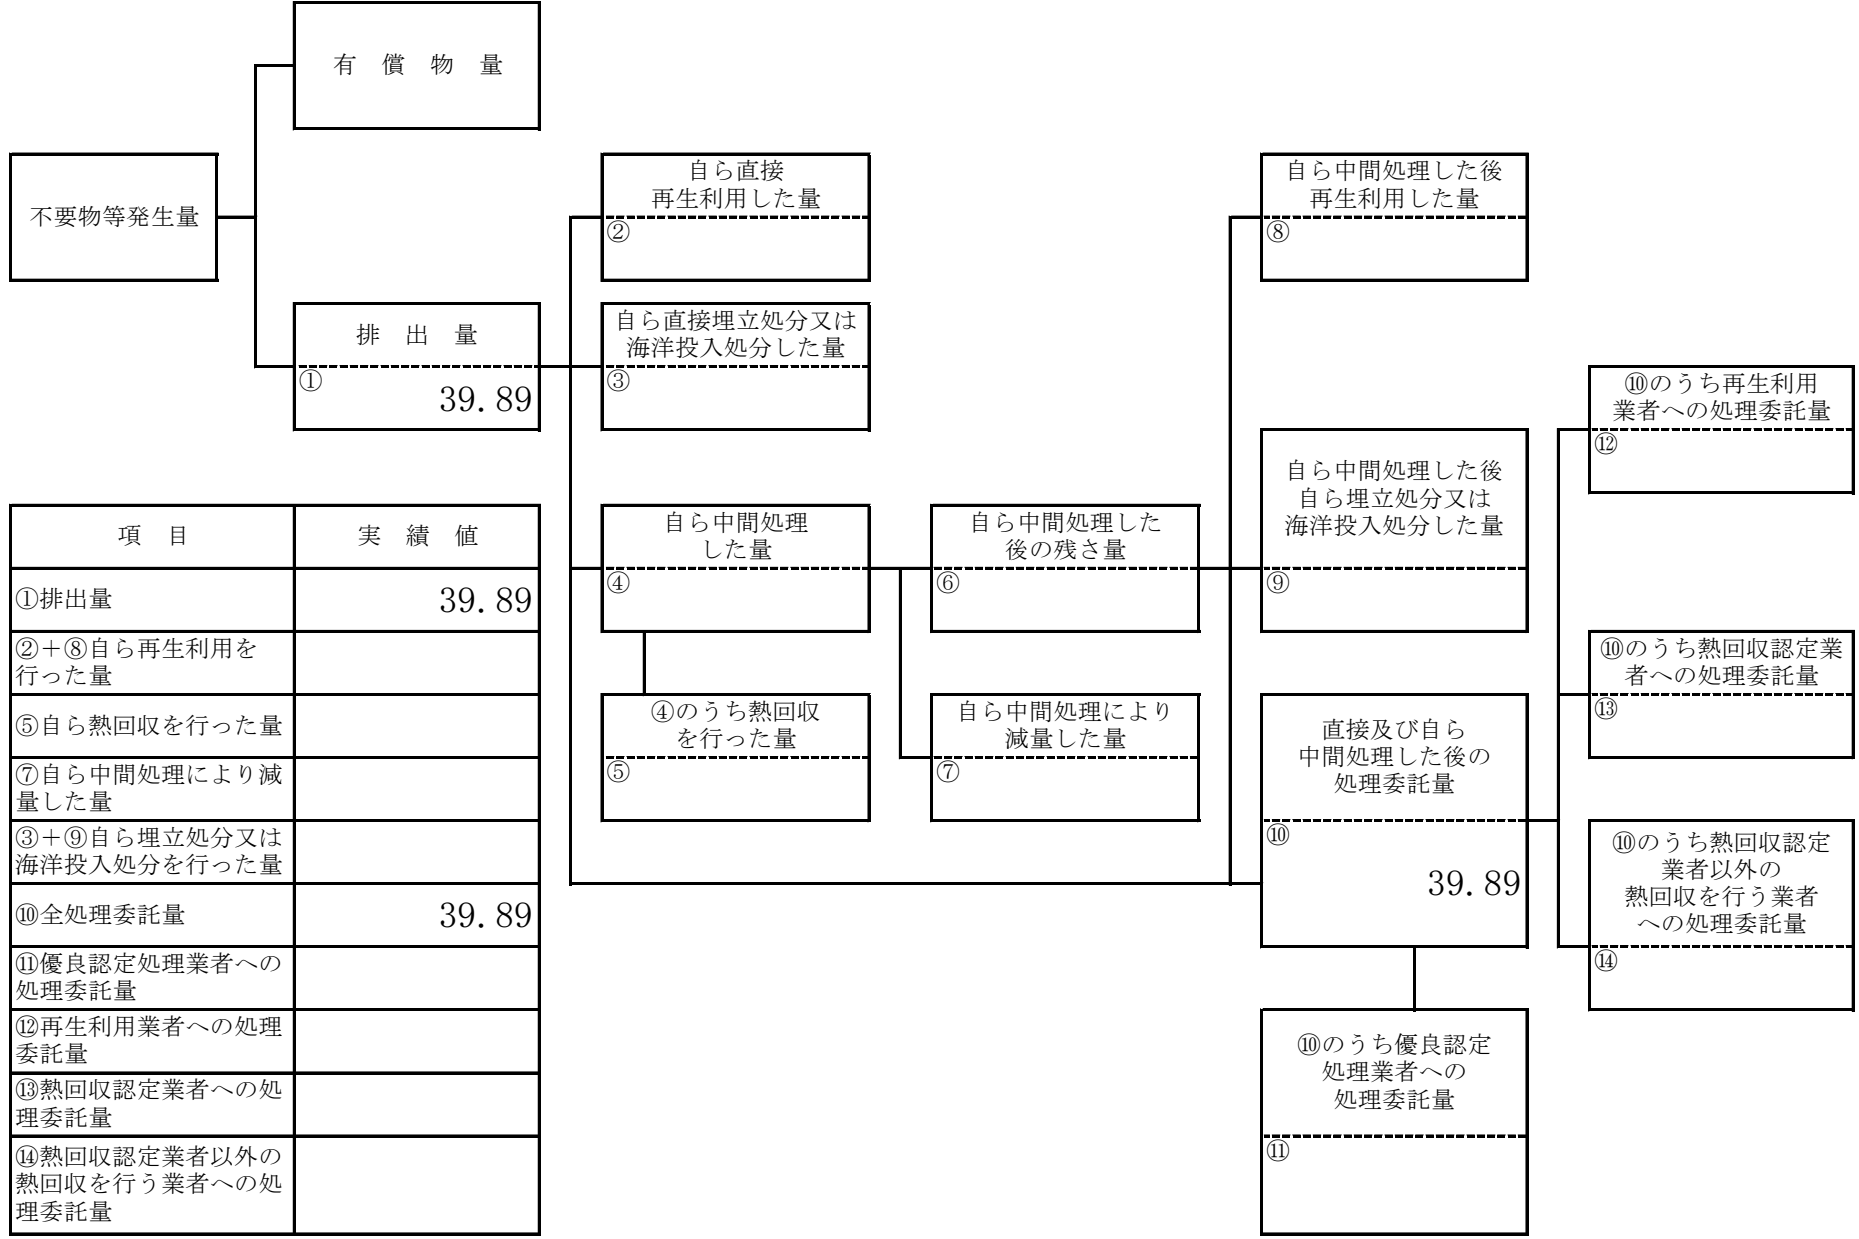 有　償　物　量
不要物等発生量
排　出　量
①
39.89
自ら直接
再生利用した量
②
自ら直接埋立処分又は
海洋投入処分した量
③
自ら中間処理
した量
④
④のうち熱回収
を行った量
⑤
自ら中間処理した
後の残さ量
⑥
自ら中間処理により
減量した量
⑦
自ら中間処理した後
再生利用した量
⑧
自ら中間処理した後
自ら埋立処分又は
海洋投入処分した量
⑨
直接及び自ら
中間処理した後の
処理委託量
⑩
39.89
⑩のうち優良認定
処理業者への
処理委託量
⑪
⑩のうち再生利用
業者への処理委託量
⑫
⑩のうち熱回収認定業
者への処理委託量
⑬
⑩のうち熱回収認定
業者以外の
熱回収を行う業者
への処理委託量
⑭
項　目
実　績　値
①排出量
39.89
②＋⑧自ら再生利用を
行った量
⑤自ら熱回収を行った量
⑦自ら中間処理により減
量した量
③＋⑨自ら埋立処分又は
海洋投入処分を行った量
⑩全処理委託量
39.89
⑪優良認定処理業者への
処理委託量
⑫再生利用業者への処理
委託量
⑬熱回収認定業者への処
理委託量
⑭熱回収認定業者以外の
熱回収を行う業者への処
理委託量